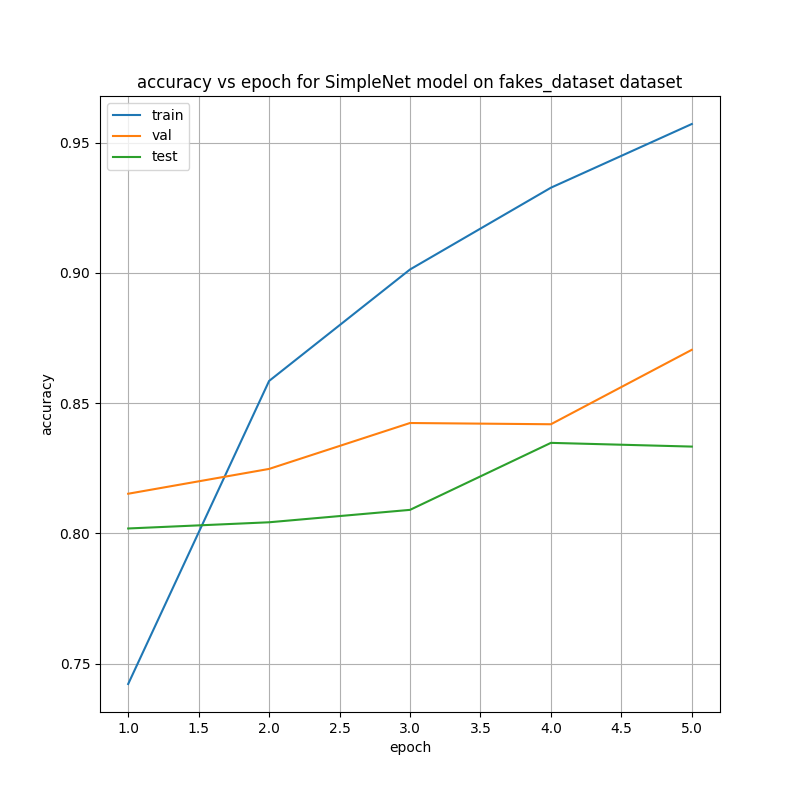 accuracy vs epoch for SimpleNet model on fakes_dataset dataset
train
val
test
0.95
0.90
0.85
0.80
0.75
accuracy
1.0 1.5 2.0 2.5 3.0 3.5 4.0 4.5 5.0
epoch